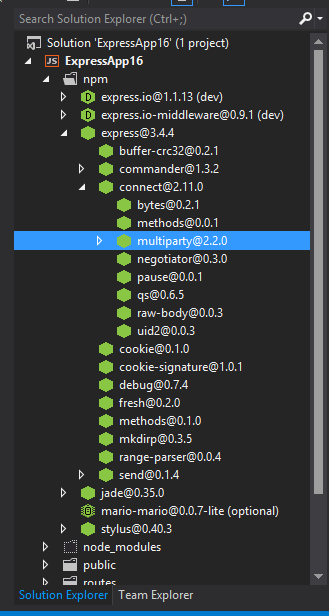 Search Solution Explorer (Ctrl+;)
Solution 'ExpressApp16' (1 project)
JS ExpressApp16
npm
D express.io@1.1.13 (dev)
D express.io-middleware@0.9.1 (dev)
express@3.4.4
buffer-crc32@0.2.1
commander@1.3.2
connect@2.11.0
bytes@0.2.1
methods@0.0.1
multiparty@2.2.0
negotiator@0.3.0
pause@0.0.1
qs@0.6.5
raw-body@0.0.3
uid2@0.0.3
cookie@0.1.0
cookie-signature@1.0.1
debug@0.7.4
fresh@0.2.0
methods@0.1.0
mkdirp@0.3.5
range-parser@0.0.4
send@0.1.4
jade@0.35.0
mario-mario@0.0.7-lite (optional)
stylus@0.40.3
node_modules
public
routes
Solution Explorer Team Explorer